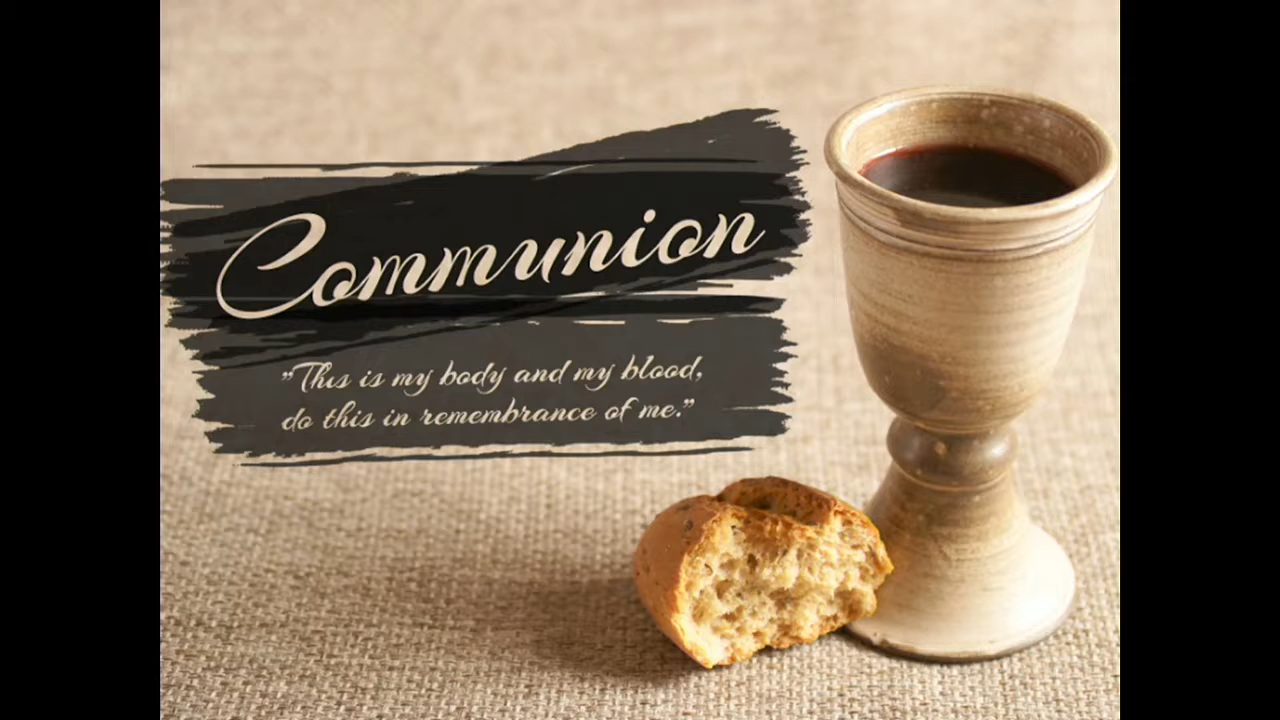 Communion
"This is my body and my blood,
do this in remembrance of me."